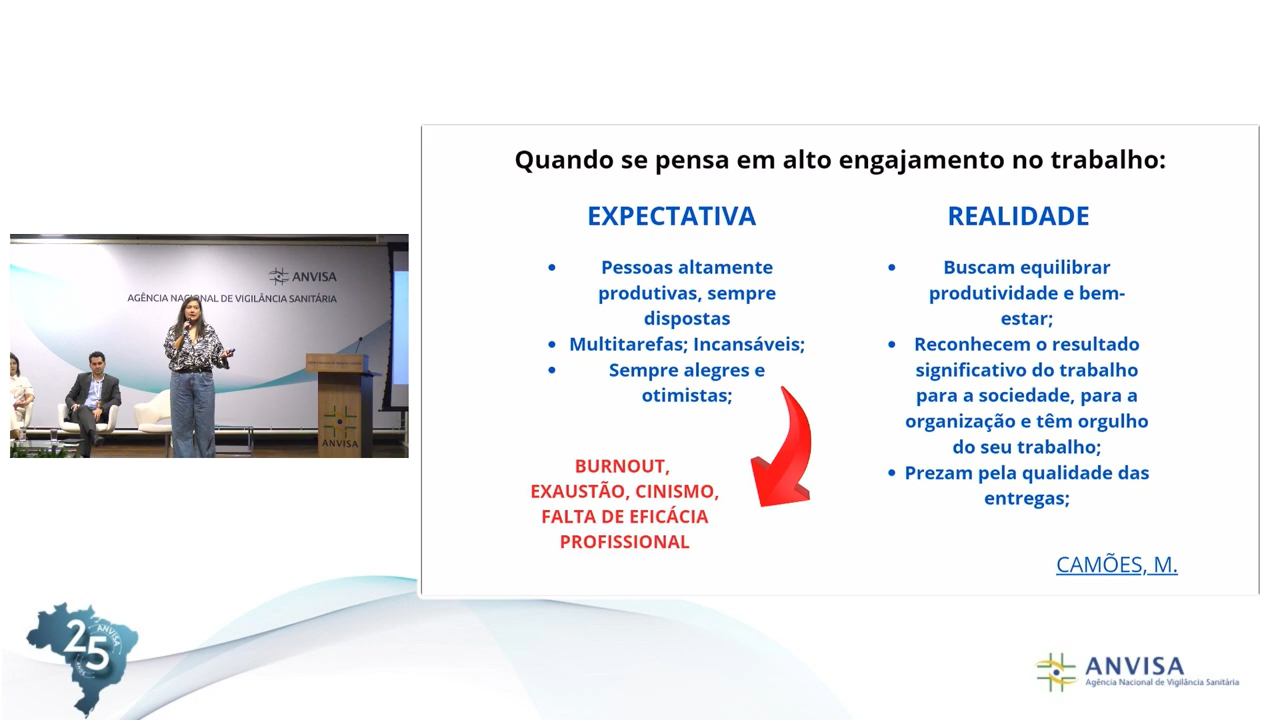 Quando se pensa em alto engajamento no trabalho:
EXPECTATIVA
Pessoas altamente
produtivas, sempre
dispostas
Multitarefas; Incansáveis;
Sempre alegres e
otimistas;
BURNOUT,
EXAUSTÃO, CINISMO,
FALTA DE EFICÁCIA
PROFISSIONAL
REALIDADE
Buscam equilibrar
produtividade e bem-
estar;
Reconhecem o resultado
significativo do trabalho
para a sociedade, para a
organização e têm orgulho
do seu trabalho;
Prezam pela qualidade das
entregas;
CAMÕES, M.
ANVISA
AGÊNCIA NACIONAL DE VIGILÂNCIA SANITÁRIA
ANVISA
25
ANVISA
ANVISA
Agência Nacional de Vigilância Sanitária